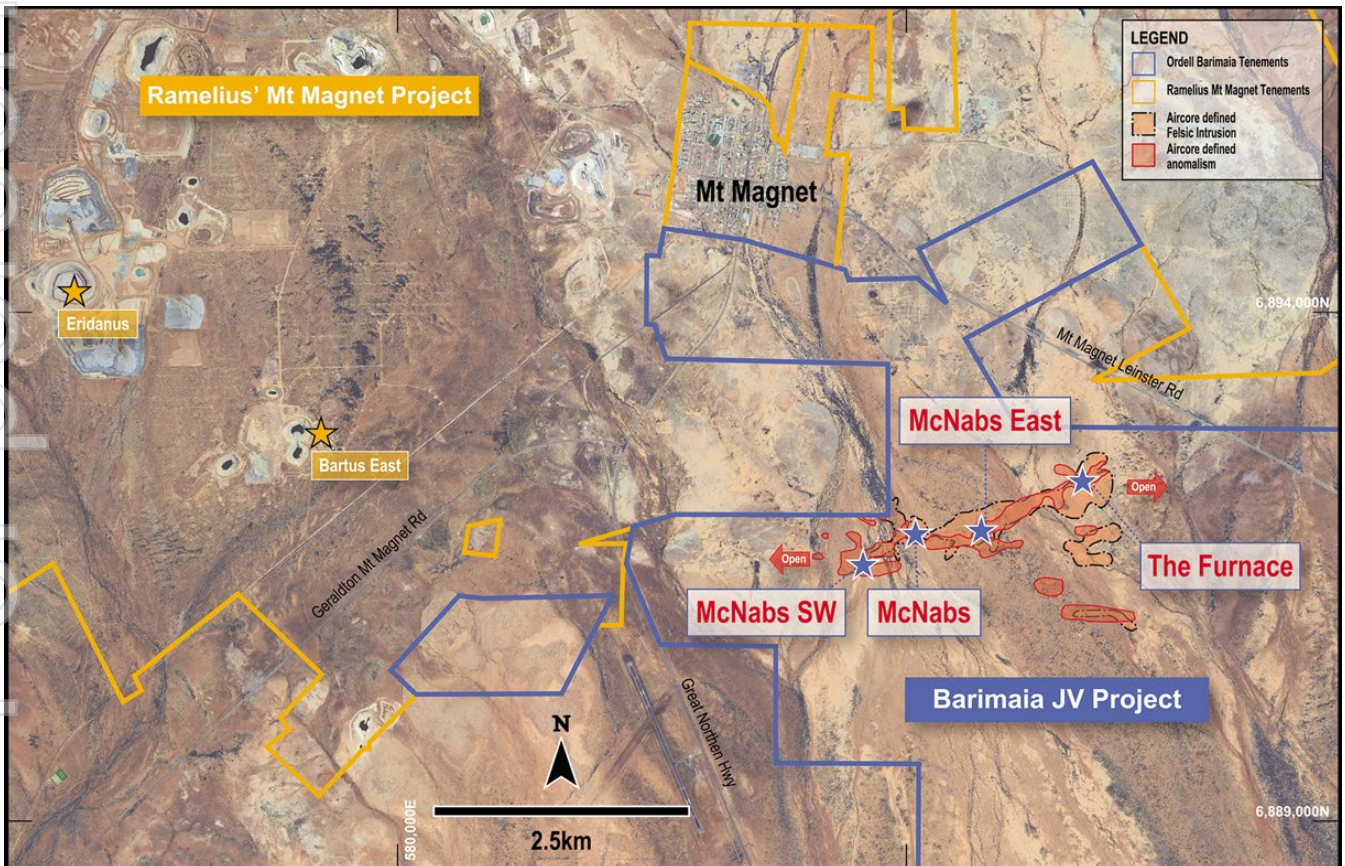 Ramelius' Mt Magnet Project
LEGEND
Ordell Barimaia Tenements
Ramelius Mt Magnet Tenements
Aircore defined
Felsic Intrusion
Aircore defined
anomalism
Mt Magnet
Eridanus
6,894,000N
Mt Magnet Leinster Rd
McNabs East
Bartus East
Open
Geraldton Mt Magnet Rd
Open
The Furnace
McNabs SW
McNabs
Barimaia JV Project
Great Northen Hwy
N
580,000E
2.5km
6,889,000N